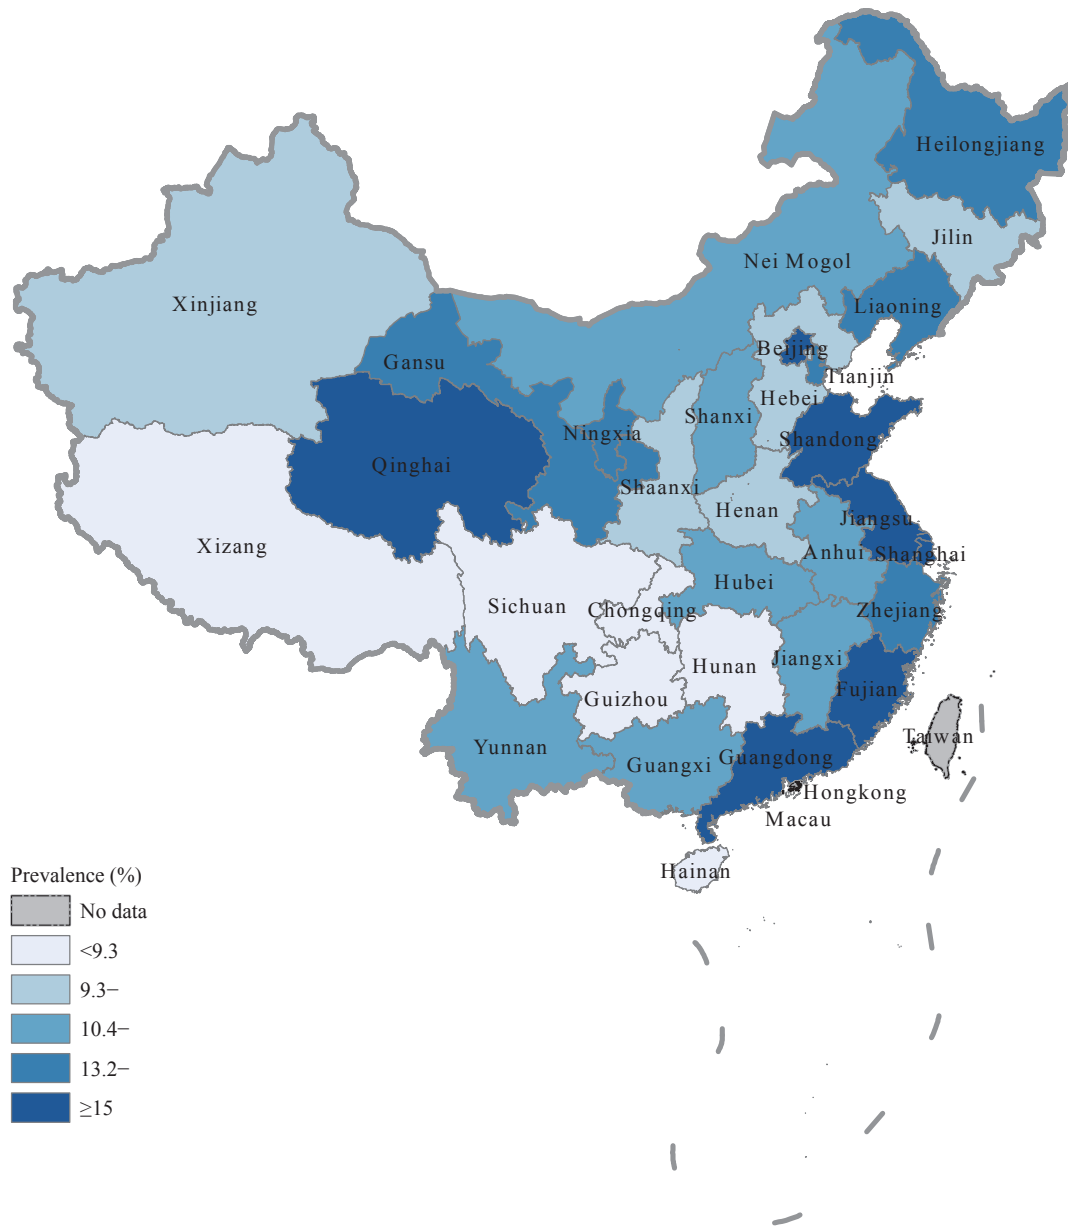 Heilongjiang
Jilin
Nei Mogol
Xinjiang
Liaoning
Beijing
Gansu
Tianjin
Hebei
Shanxi
Ningxia
Shandong
Qinghai
Shaanxi
Henan
Jiangsu
Xizang
Anhui
Shanghai
Hubei
Sichuan
Chongqing
Zhejiang
Jiangxi
Hunan
Fujian
Guizhou
Taiwan
Yunnan
Guangdong
Guangxi
Hongkong
Macau
Hainan
Prevalence (%)
No data
<9.3
9.3−
10.4−
13.2−
≥15